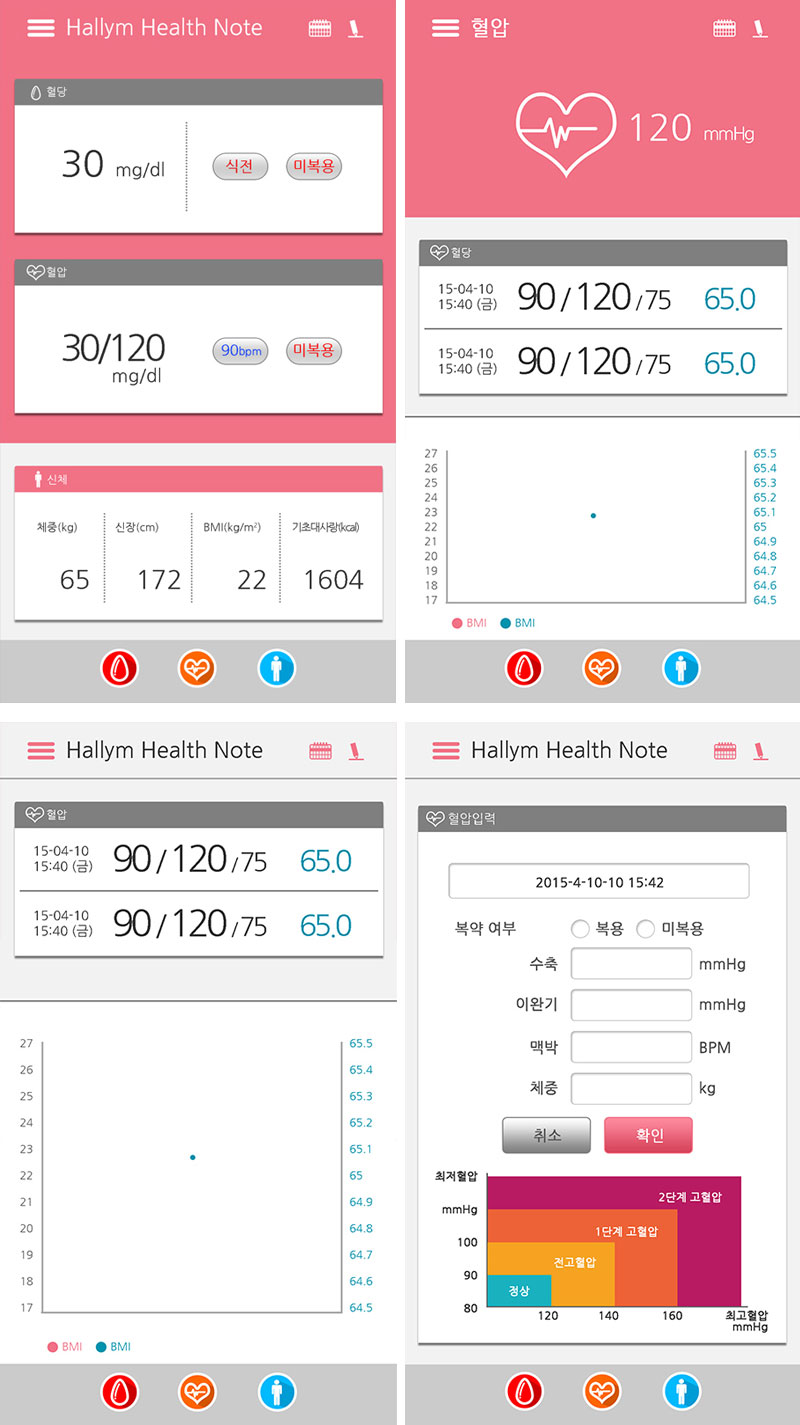 Hallym Health Note
혈당
30 mg/dl 식전 미복용
혈압
30/120
mg/dl
90bpm 미복용
신체
체중(kg) 신장(cm) BMI(kg/m²) 기초대사량(kcal)
65 172 22 1604
혈압
120 mmHg
혈당
15-04-10
15:40 (금)
90/120/75 65.0
15-04-10
15:40 (금)
90/120/75 65.0
27 65.5
26 65.4
25 65.3
24 65.2
23 65.1
22 65
21 64.9
20 64.8
19 64.7
18 64.6
17 64.5
BMI BMI
Hallym Health Note
혈압
15-04-10
15:40 (금)
90/120/75 65.0
15-04-10
15:40 (금)
90/120/75 65.0
27 65.5
26 65.4
25 65.3
24 65.2
23 65.1
22 65
21 64.9
20 64.8
19 64.7
18 64.6
17 64.5
BMI BMI
Hallym Health Note
혈압입력
2015-4-10-10 15:42
복약 여부 복용 미복용
수축 mmHg
이완기 mmHg
맥박 BPM
체중 kg
취소 확인
최저혈압
mmHg
100
90
80
2단계 고혈압
1단계 고혈압
전고혈압
정상
120 140 160 최고혈압
mmHg